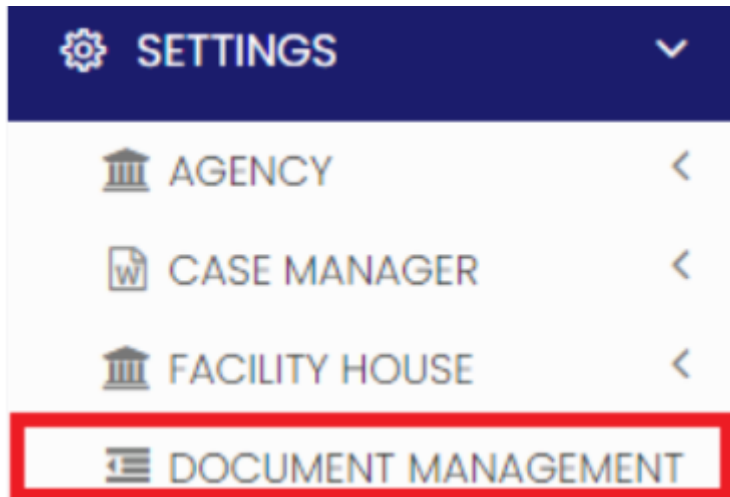 SETTINGS
AGENCY
CASE MANAGER
FACILITY HOUSE
DOCUMENT MANAGEMENT